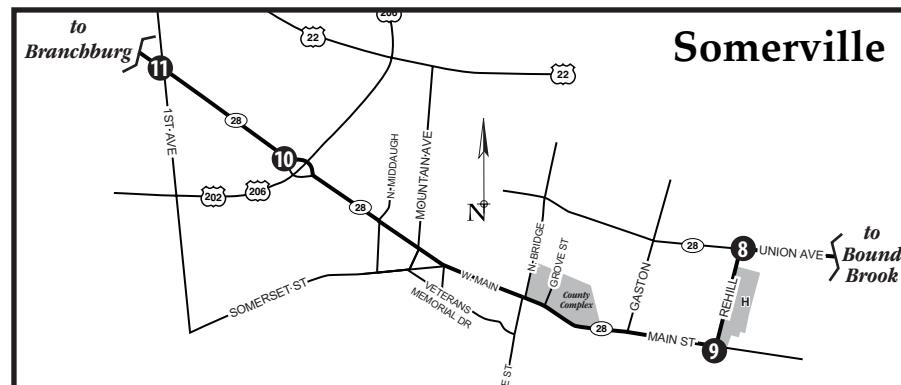 to
Branchburg
Somerville
22
206
22
11
28
1ST AVE
10
202
206
28
N. MIDDAUGH
MOUNTAIN AVE
N
N. BRIDGE
GROVE ST
GASTON
28
8
UNION AVE
to
Bound
Brook
SOMERSET ST
VETERANS
MEMORIAL DR
W. MAIN
County
Complex
28
MAIN ST
REHILL
H
9
E ST